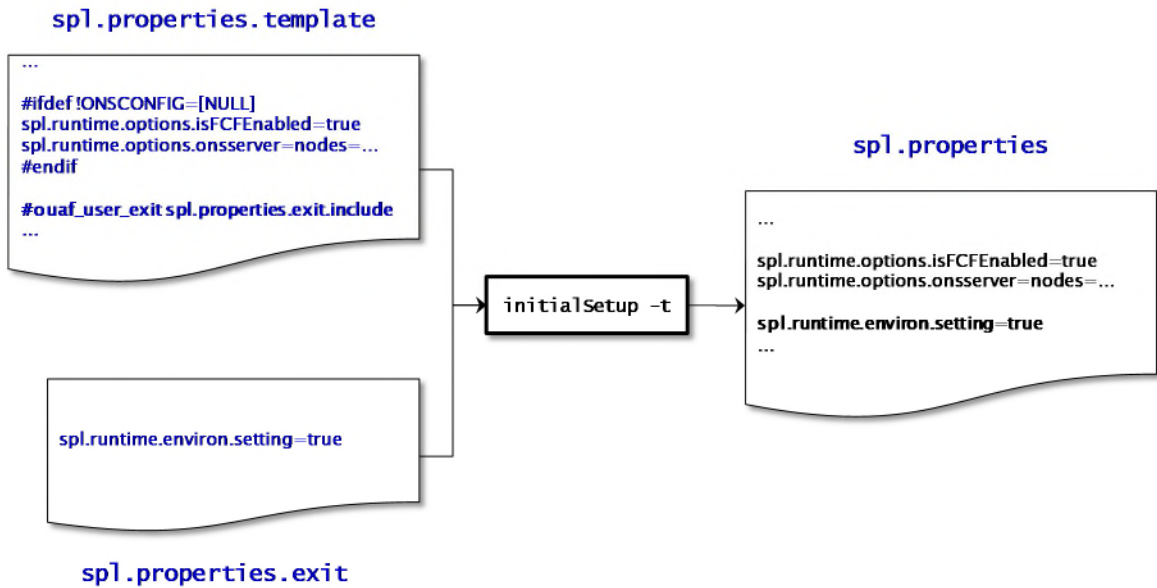 spl.properties.template
...
#ifdef !ONSCONFIG=[NULL]
spl.runtime.options.isFCFEnabled=true
spl.runtime.options.onsserver=nodes=...
#endif
#ouaf_user_exit spl.properties.exit.include
...
spl.runtime.environ.setting=true
spl.properties.exit
initialSetup -t
spl.properties
...
spl.runtime.options.isFCFEnabled=true
spl.runtime.options.onsserver=nodes=...
spl.runtime.environ.setting=true
...